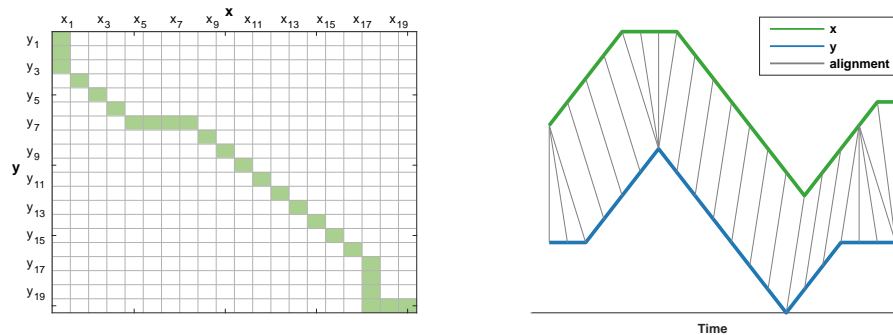 x
x1 x3 x5 x7 x9 x11 x13 x15 x17 x19
y1
y3
y5
y7
y
y9
y11
y13
y15
y17
y19
x
y
alignment
Time